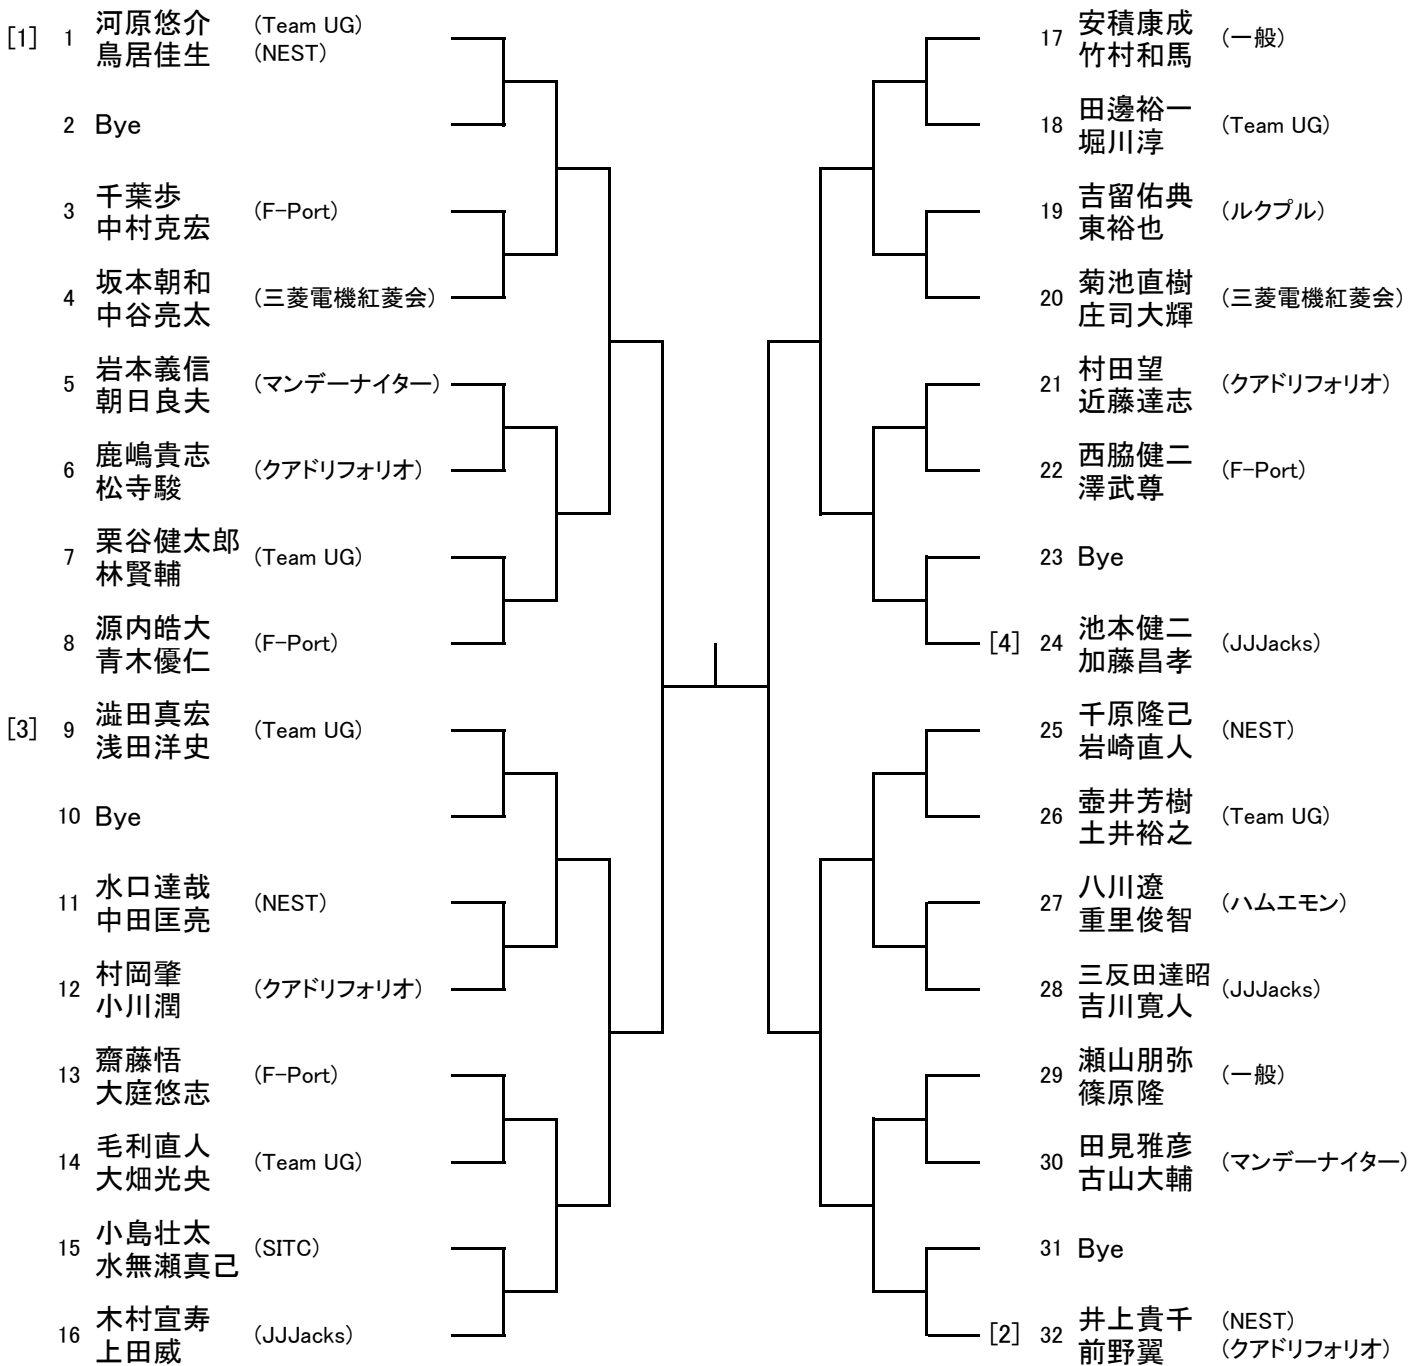 [1] 1 河原悠介 (Team UG)
鳥居佳生 (NEST)
2 Bye
3 千葉歩
中村克宏 (F-Port)
4 坂本朝和
中谷亮太 (三菱電機紅菱会)
5 岩本義信
朝日良夫 (マンデーナイター)
6 鹿嶋貴志
松寺駿 (クアドリフォリオ)
7 栗谷健太郎
林賢輔 (Team UG)
8 源内皓大
青木優仁 (F-Port)
[3] 9 澁田真宏
浅田洋史 (Team UG)
10 Bye
11 水口達哉
中田匡亮 (NEST)
12 村岡肇
小川潤 (クアドリフォリオ)
13 齋藤悟
大庭悠志 (F-Port)
14 毛利直人
大畑光央 (Team UG)
15 小島壮太
水無瀬真己 (SITC)
16 木村宣寿
上田威 (JJJacks)
17 安積康成
竹村和馬 (一般)
18 田邊裕一
堀川淳 (Team UG)
19 吉留佑典
東裕也 (ルクプル)
20 菊池直樹
庄司大輝 (三菱電機紅菱会)
21 村田望
近藤達志 (クアドリフォリオ)
22 西脇健二
澤武尊 (F-Port)
23 Bye
[4] 24 池本健二
加藤昌孝 (JJJacks)
25 千原隆己
岩崎直人 (NEST)
26 壺井芳樹
土井裕之 (Team UG)
27 八川遼
重里俊智 (ハムエモン)
28 三反田達昭
吉川寛人 (JJJacks)
29 瀬山朋弥
篠原隆 (一般)
30 田見雅彦
古山大輔 (マンデーナイター)
31 Bye
[2] 32 井上貴千 (NEST)
前野翼 (クアドリフォリオ)